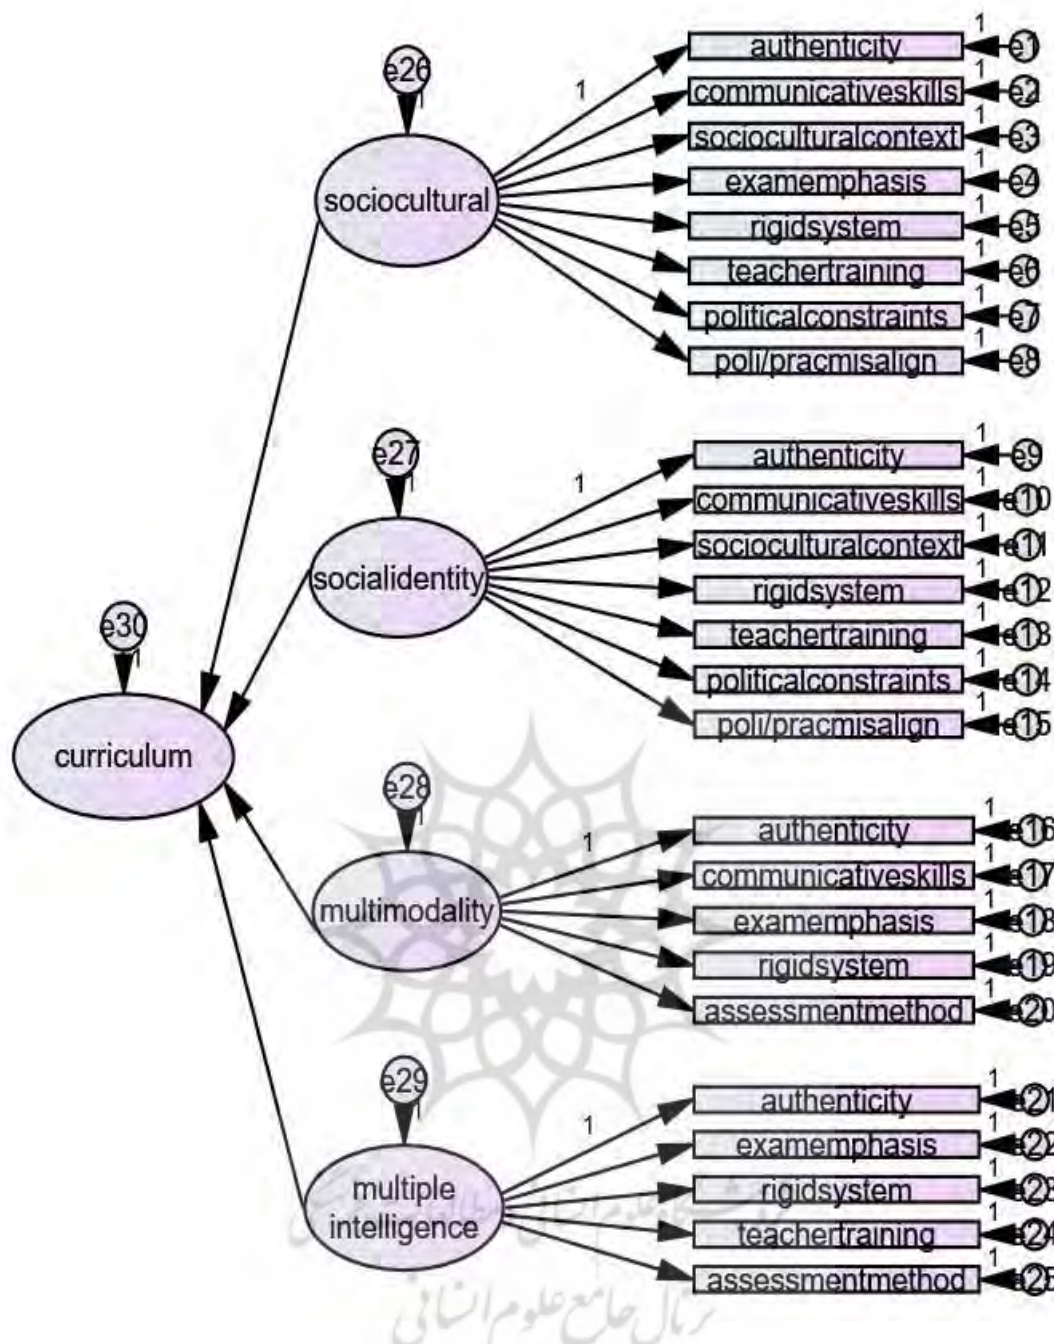 e26
1
sociocultural
1
authenticity
1
e1
communicativeskills
1
e2
socioculturalcontext
1
e3
examemphasis
1
e4
rigidsystem
1
e5
teachertraining
1
e6
politicalconstraints
1
e7
poli/pracmisalign
1
e8
e27
1
socialidentity
1
authenticity
1
e9
communicativeskills
1
e10
socioculturalcontext
1
e11
rigidsystem
1
e12
teachertraining
1
e13
politicalconstraints
1
e14
poli/pracmisalign
1
e15
e30
1
curriculum
e28
1
multimodality
1
authenticity
1
e16
communicativeskills
1
e17
examemphasis
1
e18
rigidsystem
1
e19
assessmentmethod
1
e20
e29
1
multiple
intelligence
1
authenticity
1
e21
examemphasis
1
e22
rigidsystem
1
e23
teachertraining
1
e24
assessmentmethod
1
e25
پرتال جامع علوم انسانی